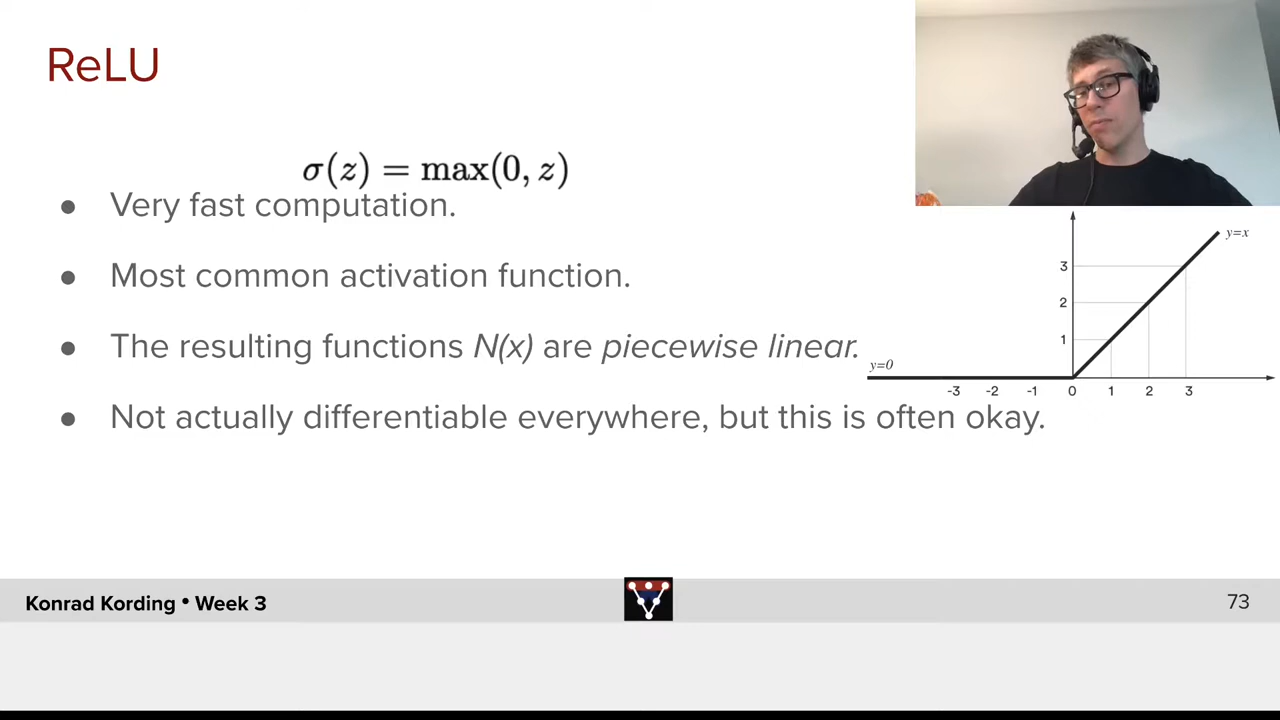 ReLU
σ(z) = max(0, z)
● Very fast computation.
● Most common activation function.
● The resulting functions N(x) are piecewise linear.
● Not actually differentiable everywhere, but this is often okay.
y=x
3
2
1
y=0
-3 -2 -1 0 1 2 3
Konrad Kording • Week 3
73